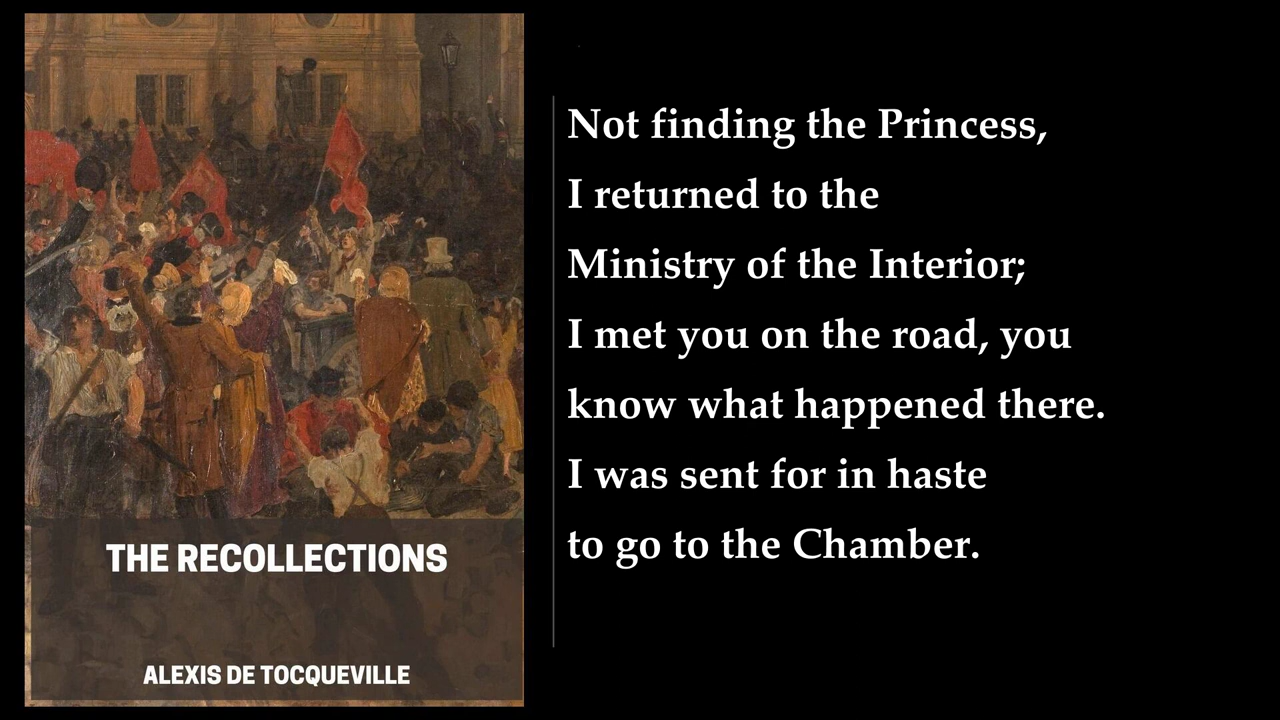 THE RECOLLECTIONS
ALEXIS DE TOCQUEVILLE
Not finding the Princess,
I returned to the
Ministry of the Interior;
I met you on the road, you
know what happened there.
I was sent for in haste
to go to the Chamber.